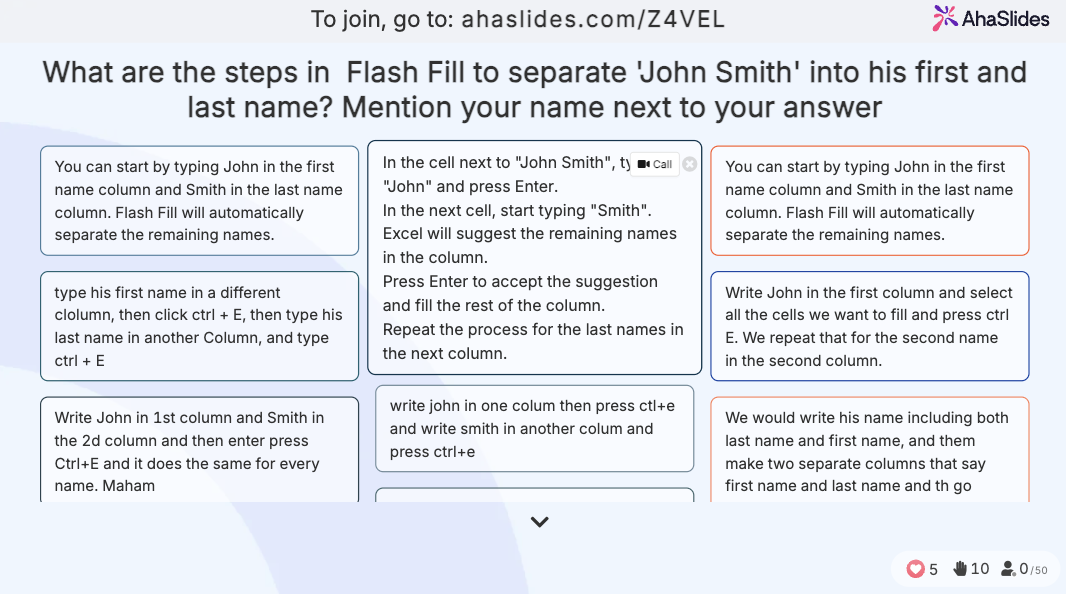 To join, go to: ahaslides.com/Z4VEL
AhaSlides
What are the steps in Flash Fill to separate 'John Smith' into his first and
last name? Mention your name next to your answer
You can start by typing John in the first
name column and Smith in the last name
column. Flash Fill will automatically
separate the remaining names.
type his first name in a different
clolumn, then click ctrl + E, then type his
last name in another Column, and type
ctrl + E
Write John in 1st column and Smith in
the 2d column and then enter press
Ctrl+E and it does the same for every
name. Maham
In the cell next to "John Smith",
Call
"John" and press Enter.
In the next cell, start typing "Smith".
Excel will suggest the remaining names
in the column.
Press Enter to accept the suggestion
and fill the rest of the column.
Repeat the process for the last names in
the next column.
write john in one colum then press ctl+e
and write smith in another colum and
press ctrl+e
You can start by typing John in the first
name column and Smith in the last name
column. Flash Fill will automatically
separate the remaining names.
Write John in the first column and select
all the cells we want to fill and press ctrl
E. We repeat that for the second name
in the second column.
We would write his name including both
last name and first name, and them
make two separate columns that say
first name and last name and th go
5
10
0/50